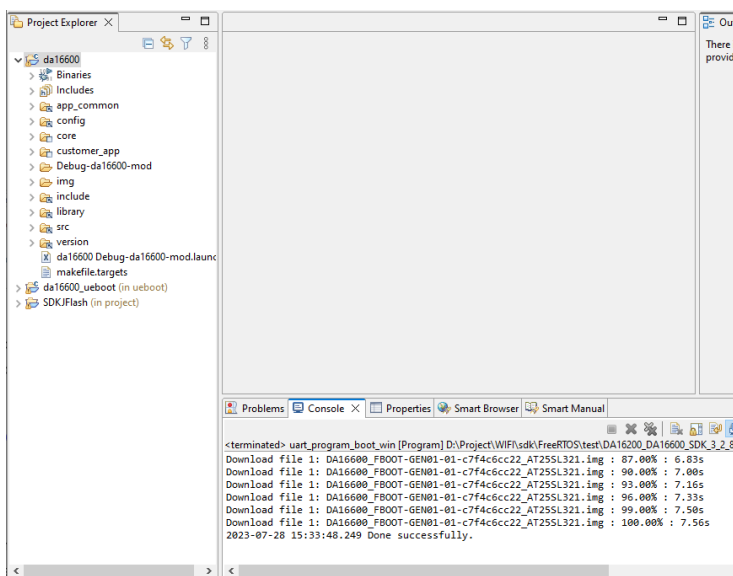 Project Explorer
da16600
Binaries
Includes
app_common
config
core
customer_app
Debug-da16600-mod
img
include
library
src
version
da16600 Debug-da16600-mod.launc
makefile.targets
da16600_ueboot (in ueboot)
SDKJFlash (in project)
Ou
There
provid
Problems Console Properties Smart Browser Smart Manual
<terminated> uart_program_boot_win [Program] D:\Project\WIFI\sdk\FreeRTOS\test\DA16200_DA16600_SDK_3_2_8
Download file 1: DA16600_FBOOT-GEN01-01-c7f4c6cc22_AT25SL321.img : 87.00% : 6.83s
Download file 1: DA16600_FBOOT-GEN01-01-c7f4c6cc22_AT25SL321.img : 90.00% : 7.00s
Download file 1: DA16600_FBOOT-GEN01-01-c7f4c6cc22_AT25SL321.img : 93.00% : 7.16s
Download file 1: DA16600_FBOOT-GEN01-01-c7f4c6cc22_AT25SL321.img : 96.00% : 7.33s
Download file 1: DA16600_FBOOT-GEN01-01-c7f4c6cc22_AT25SL321.img : 99.00% : 7.50s
Download file 1: DA16600_FBOOT-GEN01-01-c7f4c6cc22_AT25SL321.img : 100.00% : 7.56s
2023-07-28 15:33:48.249 Done successfully.